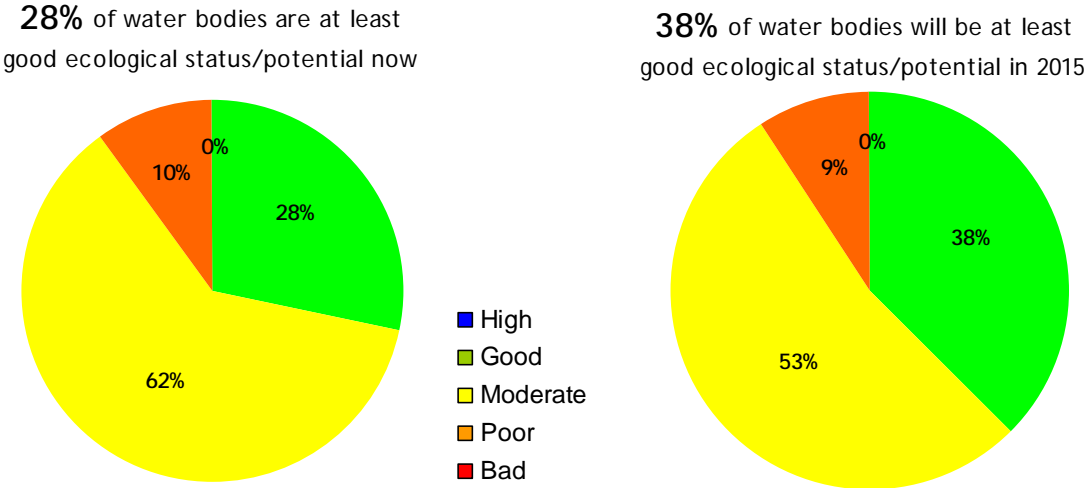 28% of water bodies are at least
good ecological status/potential now
0%
10%
28%
62%
High
Good
Moderate
Poor
Bad
38% of water bodies will be at least
good ecological status/potential in 2015
0%
9%
38%
53%